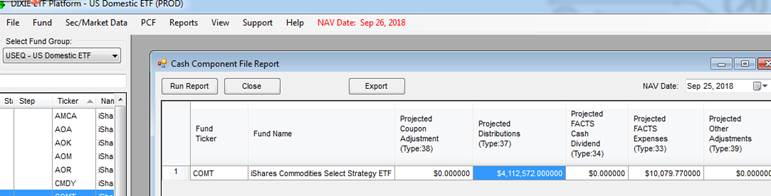 DIXIE ETF Platform - US Domestic ETF (PROD)
File Fund Sec/Market Data PCF Reports View Support Help NAV Date: Sep 26, 2018
Select Fund Group:
USEQ - US Domestic ETF
Cash Component File Report
Run Report Close Export NAV Date: Sep 25, 2018
Step Ticker
AMCA
AOA iSha
AOK iSha
AOM iSha
AOR iSha
CMDY iSha
COMT iSha
Fund Ticker Fund Name Projected Coupon Adjustment (Type:38) Projected Distributions (Type:37) Projected FACTS Cash Dividend (Type:34) Projected FACTS Expenses (Type:33) Projected Other Adjustments (Type:39)
1 COMT iShares Commodities Select Strategy ETF $0.000000 $4,112,572.000000 $0.000000 $10,079.770000 $0.000000